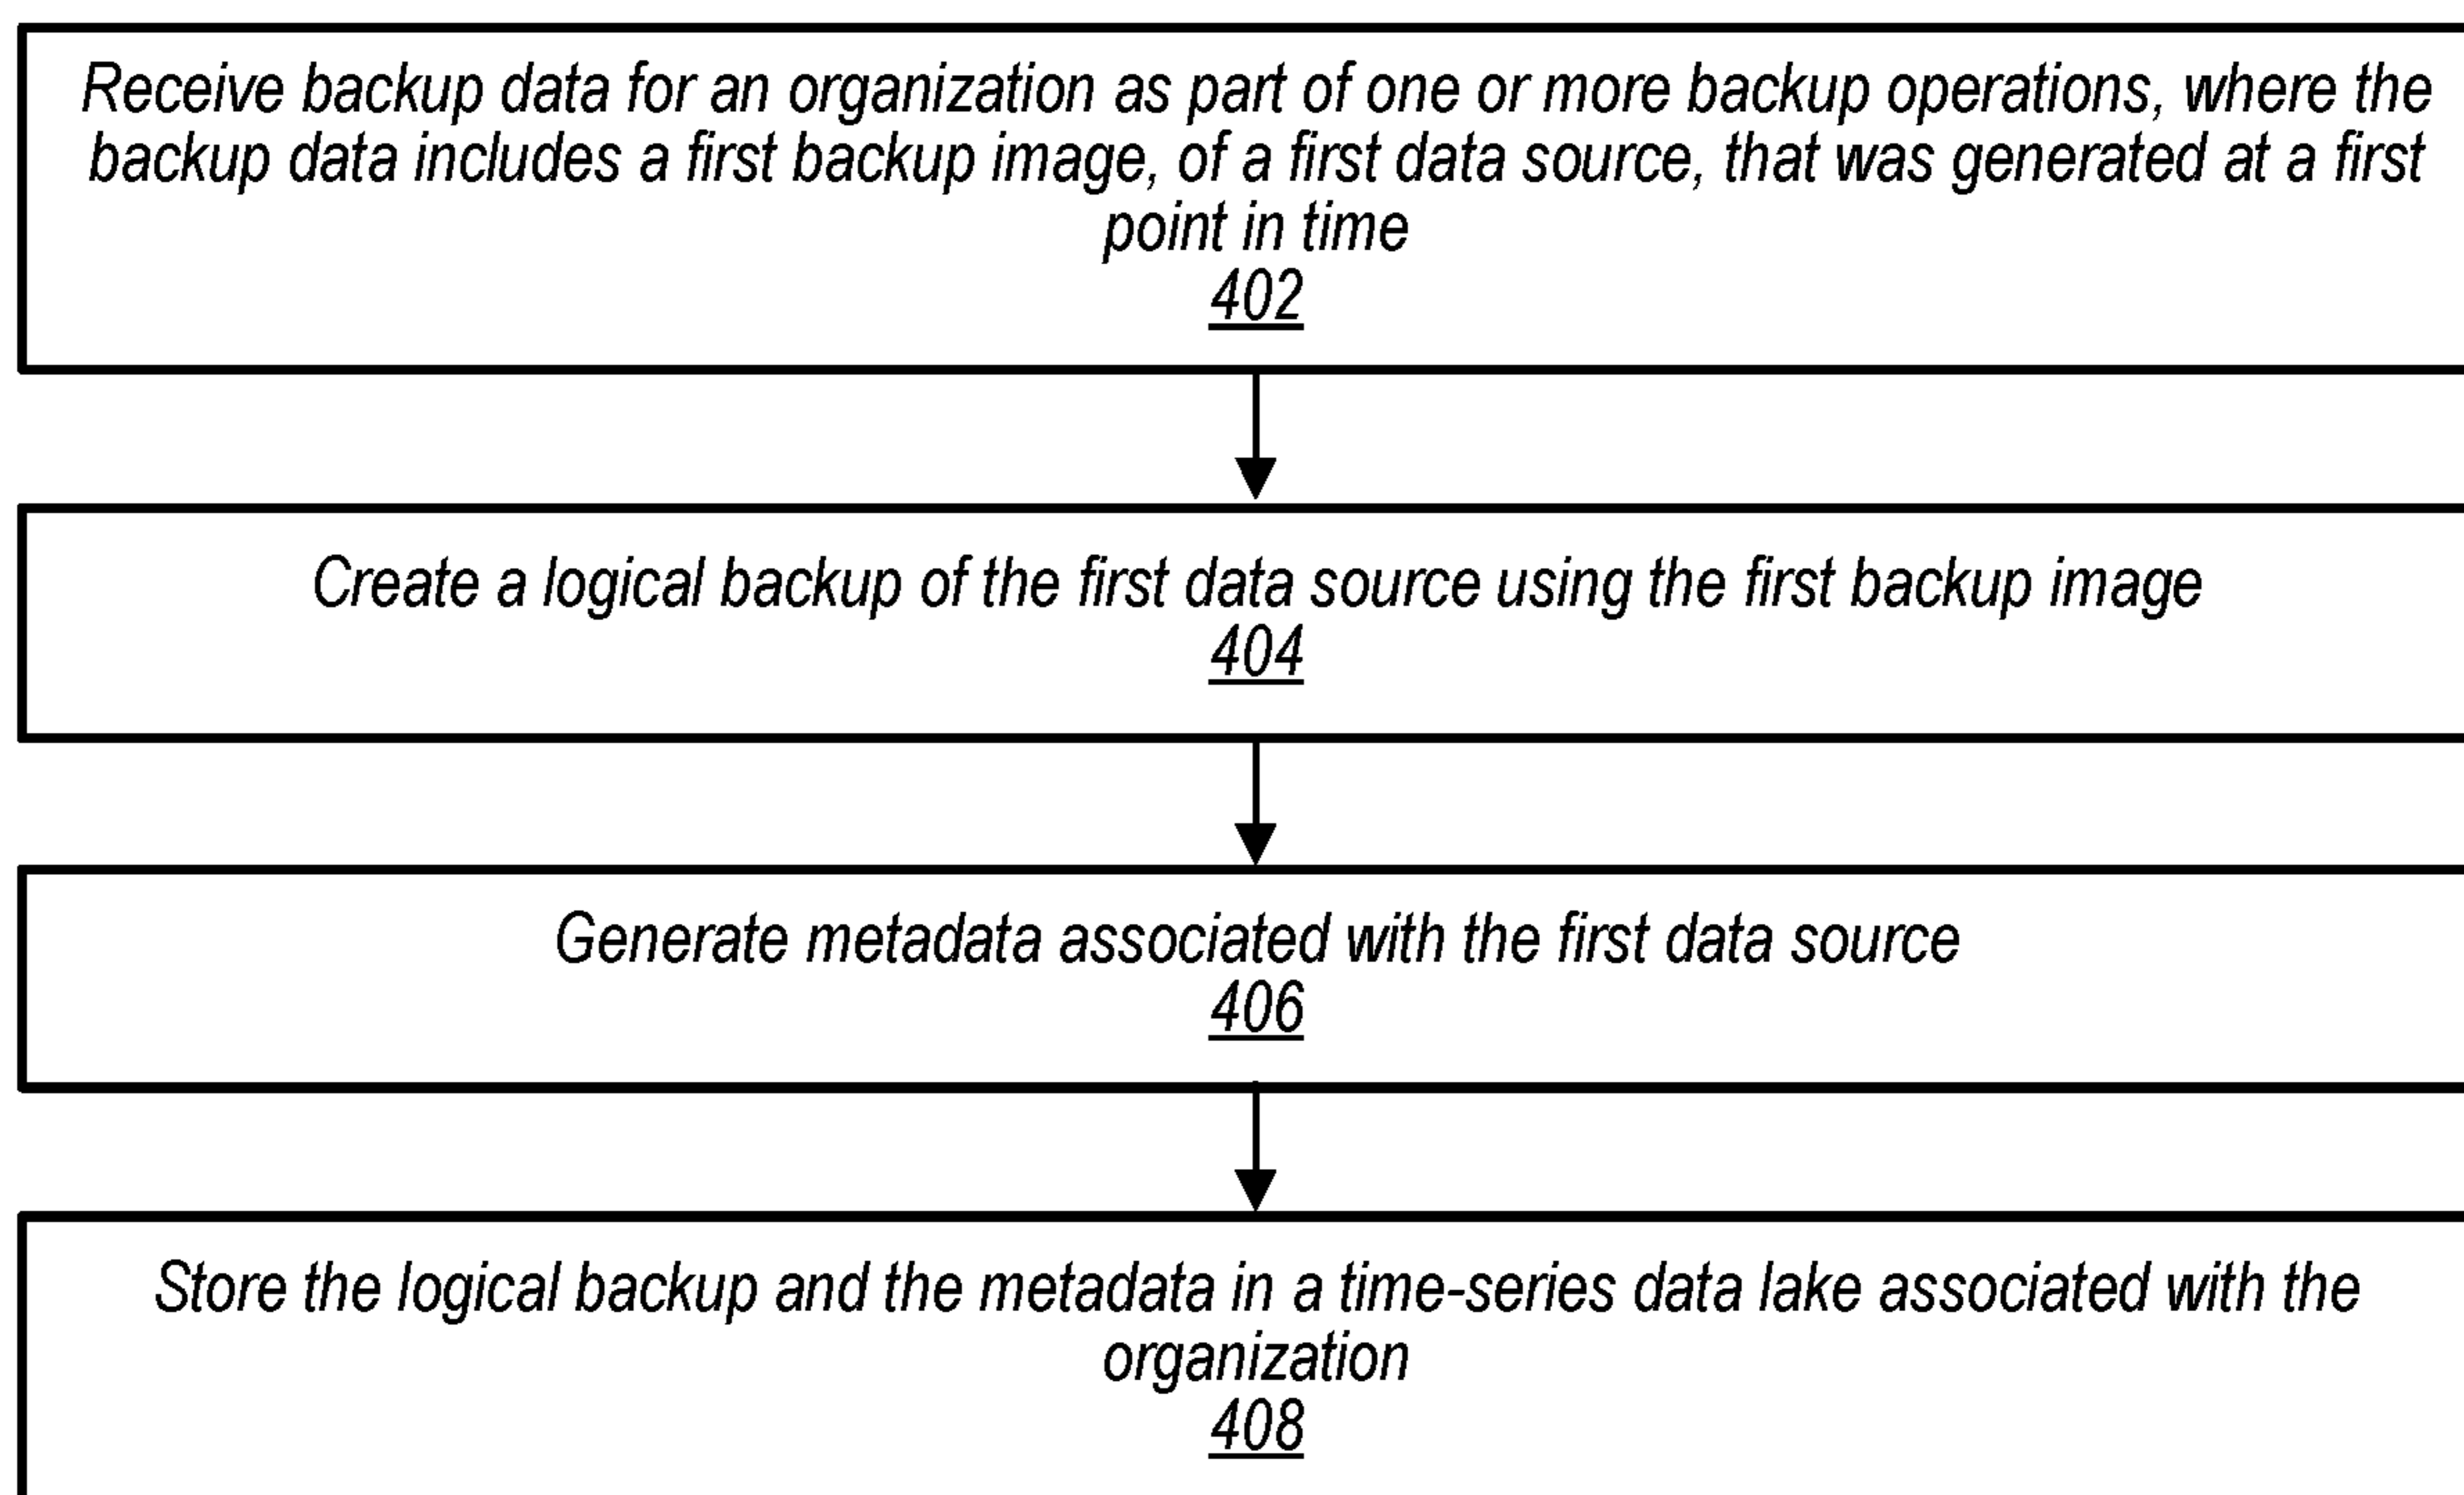 Receive backup data for an organization as part of one or more backup operations, where the
backup data includes a first backup image, of a first data source, that was generated at a first
point in time
402
Create a logical backup of the first data source using the first backup image
404
Generate metadata associated with the first data source
406
Store the logical backup and the metadata in a time-series data lake associated with the
organization
408